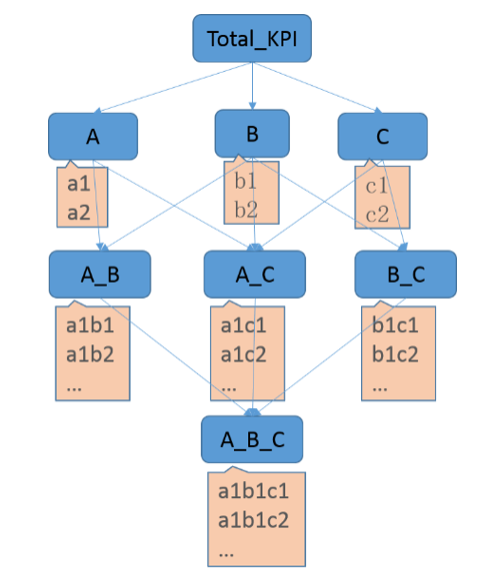 Total_KPI
A
B
C
a1
a2
b1
b2
c1
c2
A_B
A_C
B_C
a1b1
a1b2
...
a1c1
a1c2
...
b1c1
b1c2
...
A_B_C
a1b1c1
a1b1c2
...